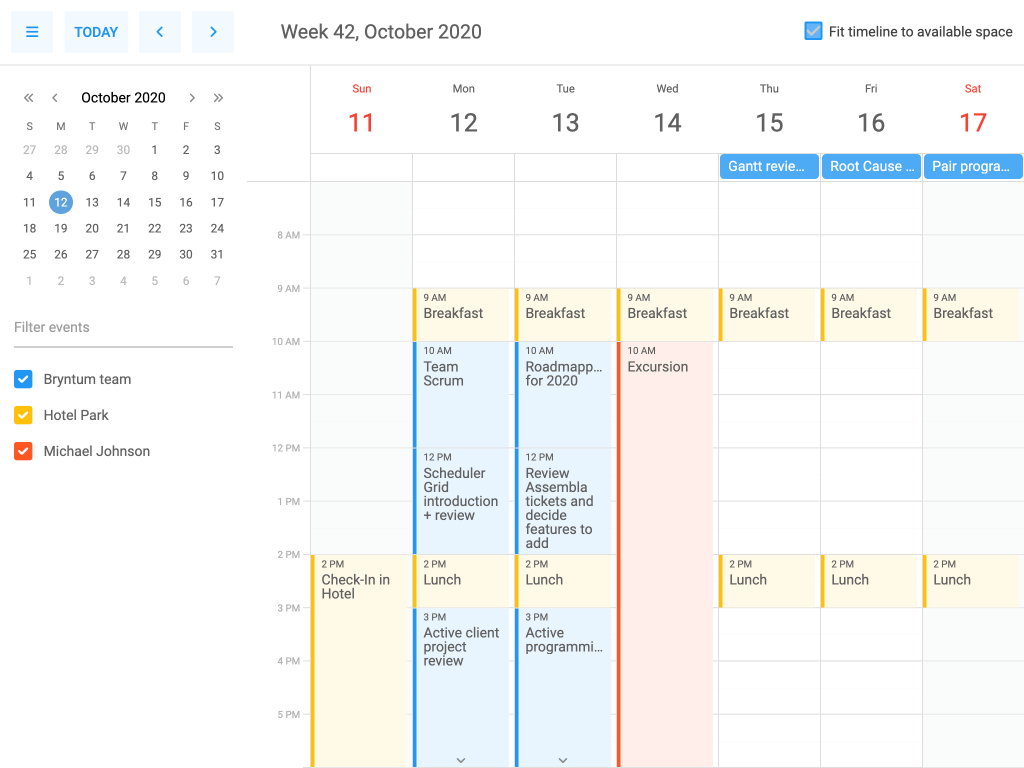 TODAY
Week 42, October 2020
Fit timeline to available space
October 2020
S M T W T F S
27 28 29 30 1 2 3
4 5 6 7 8 9 10
11 12 13 14 15 16 17
18 19 20 21 22 23 24
25 26 27 28 29 30 31
1 2 3 4 5 6 7
Filter events
Bryntum team
Hotel Park
Michael Johnson
Sun Mon Tue Wed Thu Fri Sat
11 12 13 14 15 16 17
Gantt revie... Root Cause ... Pair progra...
8 AM
9 AM
10 AM
11 AM
12 PM
1 PM
2 PM
3 PM
4 PM
5 PM
2 PM
Check-In in
Hotel
9 AM
Breakfast
10 AM
Team
Scrum
12 PM
Scheduler
Grid
introduction
+ review
2 PM
Lunch
3 PM
Active client
project
review
9 AM
Breakfast
10 AM
Roadmapp...
for 2020
12 PM
Review
Assembla
tickets and
decide
features to
add
2 PM
Lunch
3 PM
Active
programmi...
9 AM
Breakfast
10 AM
Excursion
9 AM
Breakfast
2 PM
Lunch
9 AM
Breakfast
2 PM
Lunch
9 AM
Breakfast
2 PM
Lunch